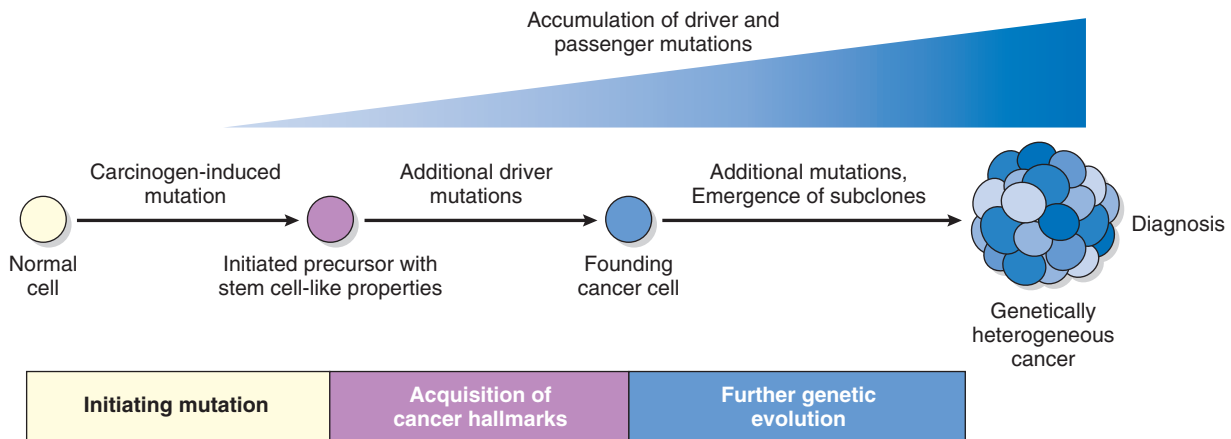 Accumulation of driver and
passenger mutations
Carcinogen-induced
mutation
Additional driver
mutations
Additional mutations,
Emergence of subclones
Normal
cell
Initiated precursor with
stem cell-like properties
Founding
cancer cell
Diagnosis
Genetically
heterogeneous
cancer
Initiating mutation
Acquisition of
cancer hallmarks
Further genetic
evolution